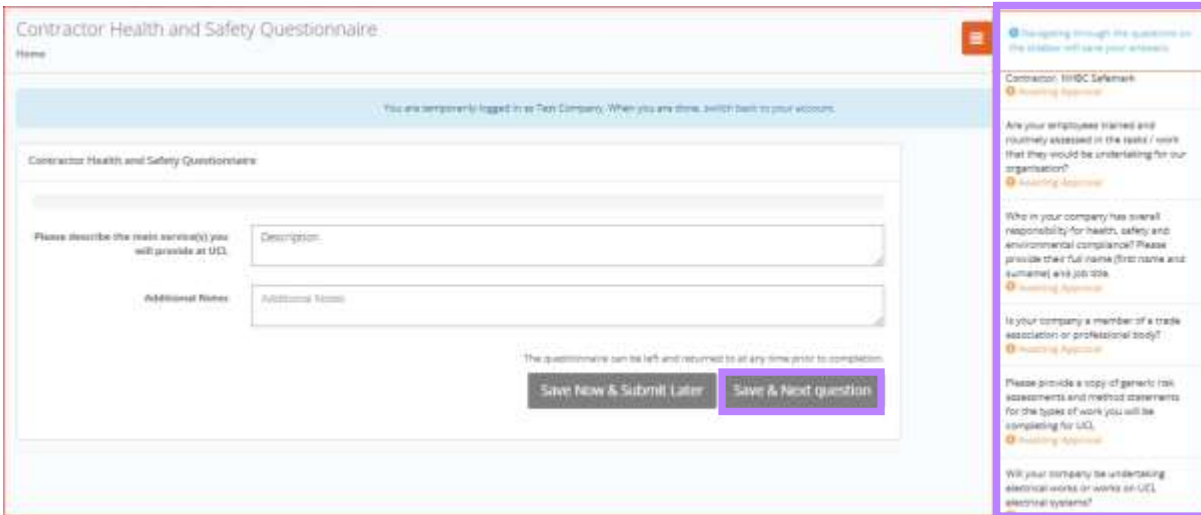 Contractor Health and Safety Questionnaire
Home
You are temporarily logged in as Test Company. When you are done, switch back to your account.
Contractor Health and Safety Questionnaire
Please describe the main service(s) you
will provide at UCL
Description
Additional Notes
Additional Notes
The questionnaire can be left and returned to at any time prior to completion.
Save Now & Submit Later
Save & Next question
Navigating through the questions on
the sidebar will save your answers.
Contractor, NHBC Safemark
Awaiting Approval
Are your employees trained and
routinely assessed in the tasks / work
that they would be undertaking for our
organisation?
Awaiting Approval
Who in your company has overall
responsibility for health, safety and
environmental compliance? Please
provide their full name (first name and
surname) and job title.
Awaiting Approval
Is your company a member of a trade
association or professional body?
Awaiting Approval
Please provide a copy of generic risk
assessments and method statements
for the types of work you will be
completing for UCL
Awaiting Approval
Will your company be undertaking
electrical works or works on UCL
electrical systems?